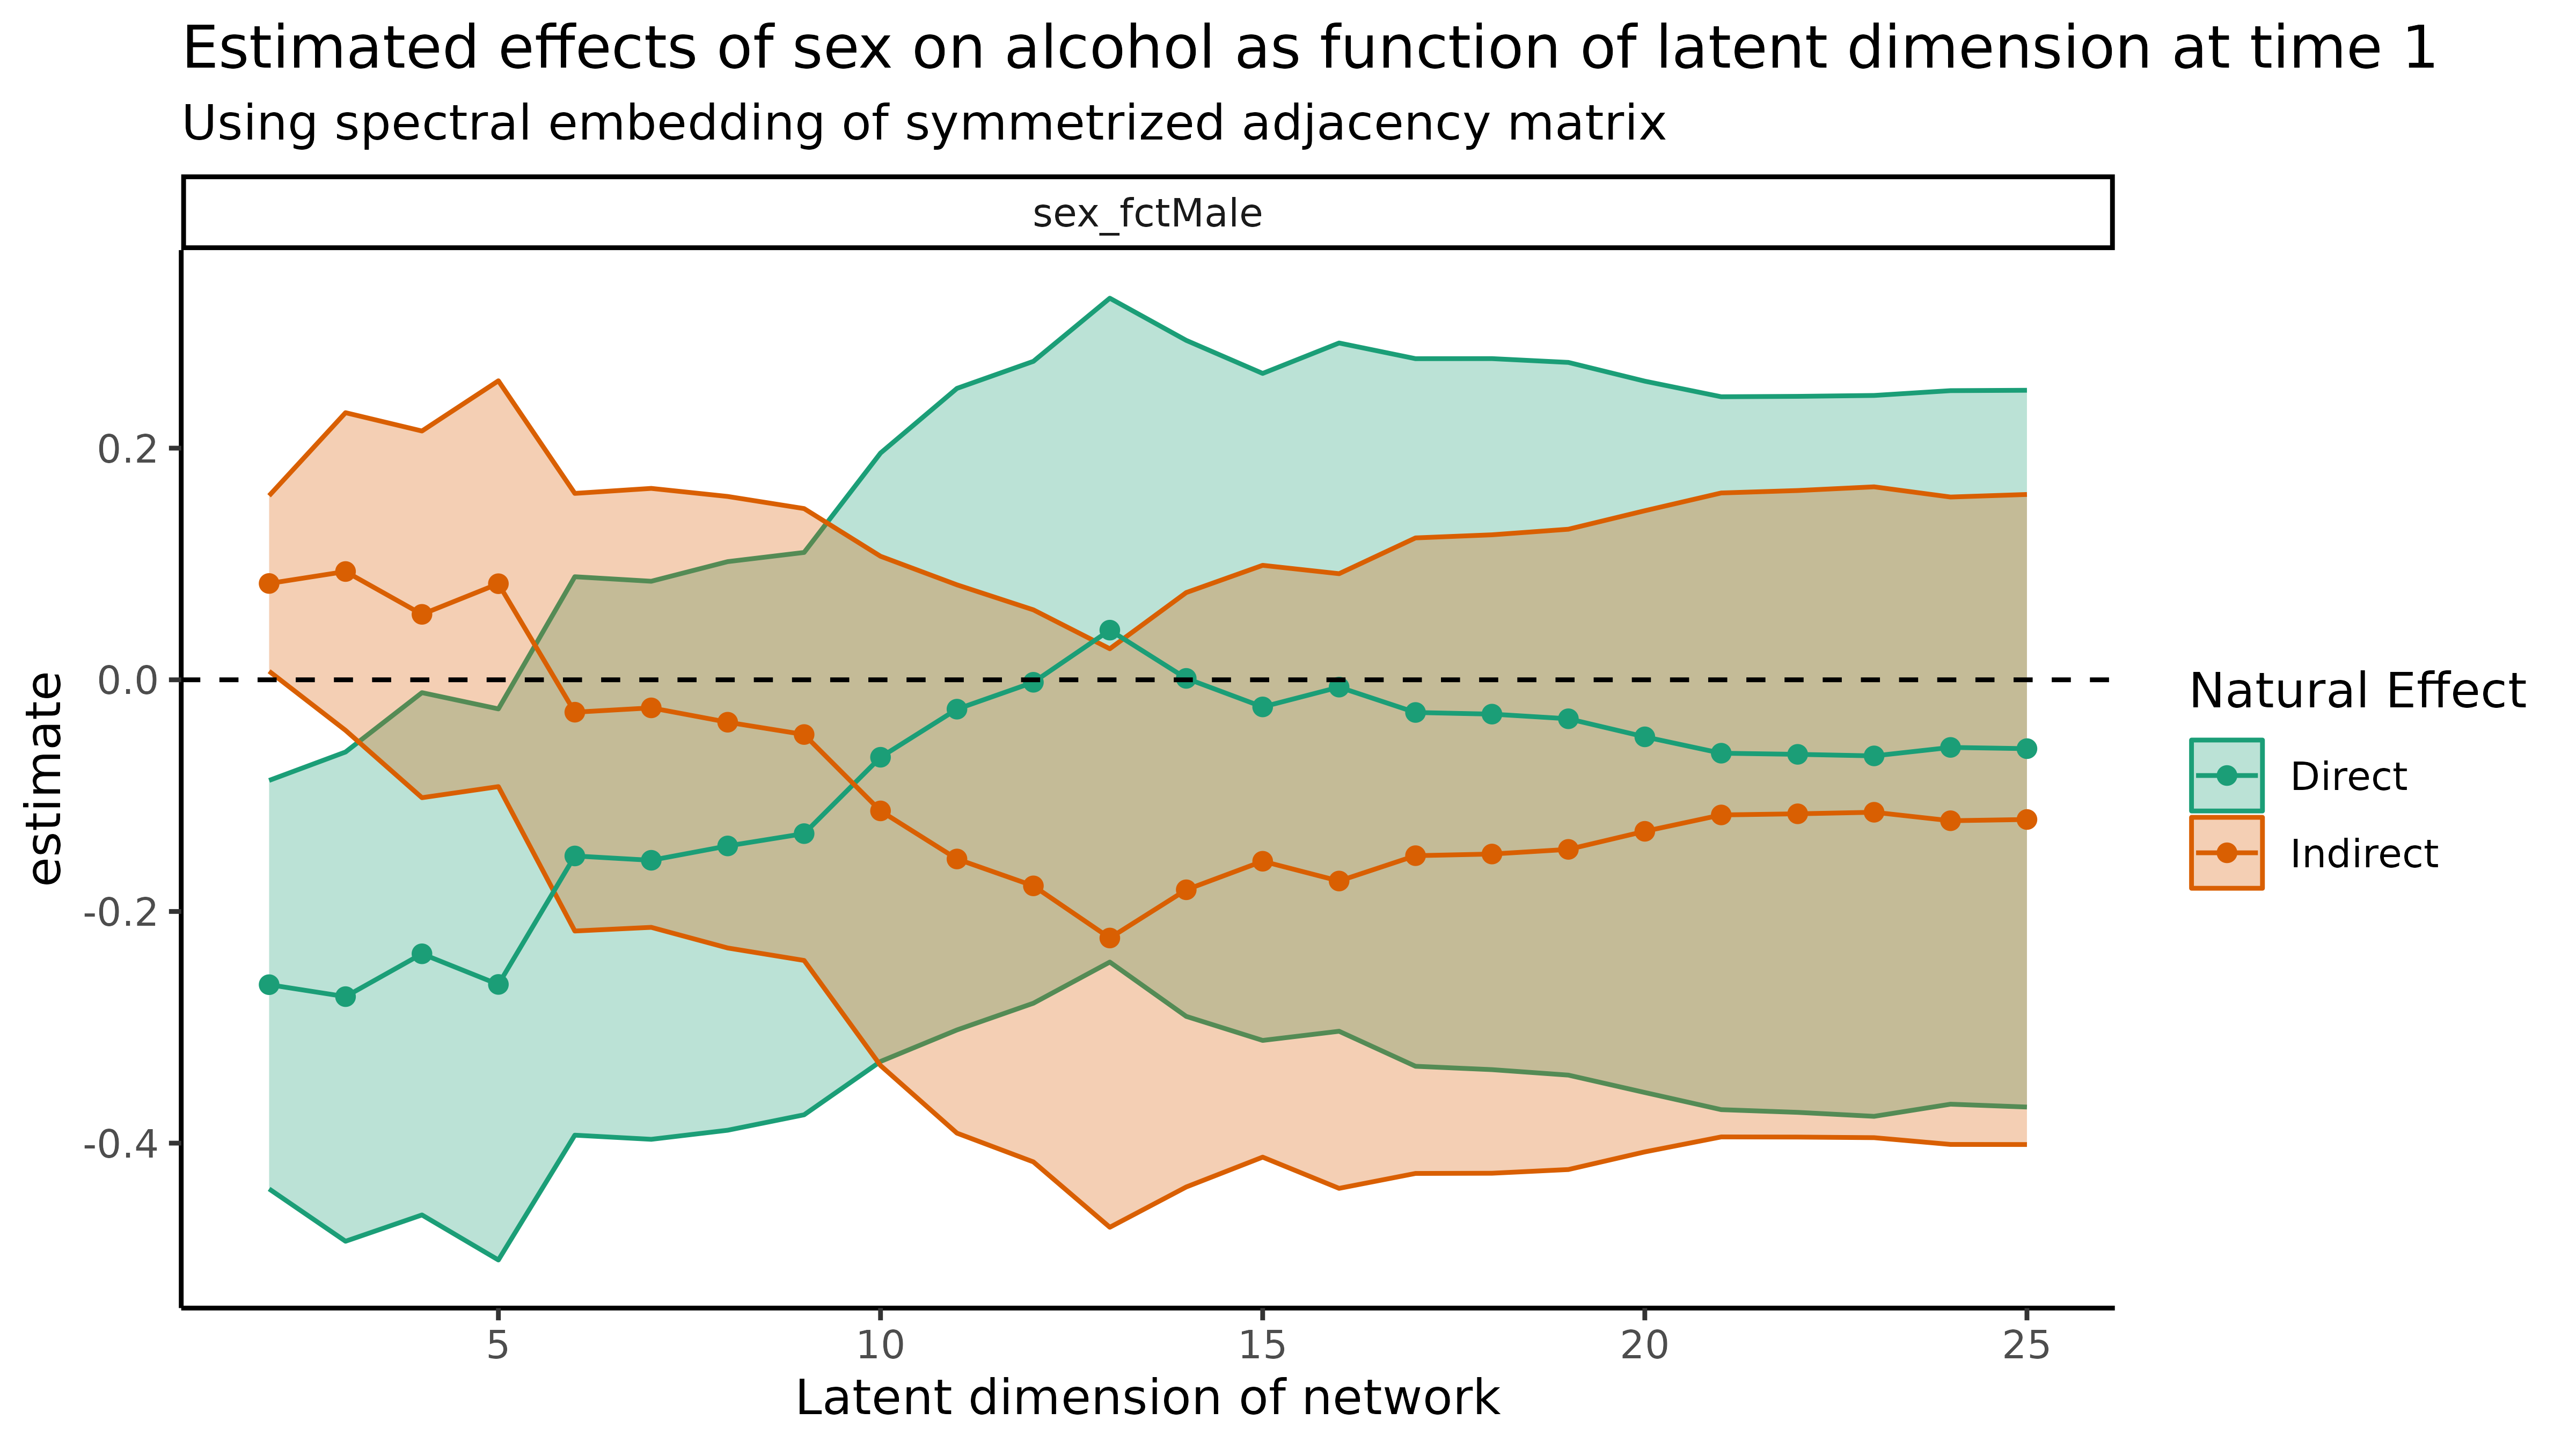 Estimated effects of sex on alcohol as function of latent dimension at time 1
Using spectral embedding of symmetrized adjacency matrix
sex_fctMale
estimate
0.2
0.0
-0.2
-0.4
5
10
15
20
25
Latent dimension of network
Natural Effect
Direct
Indirect